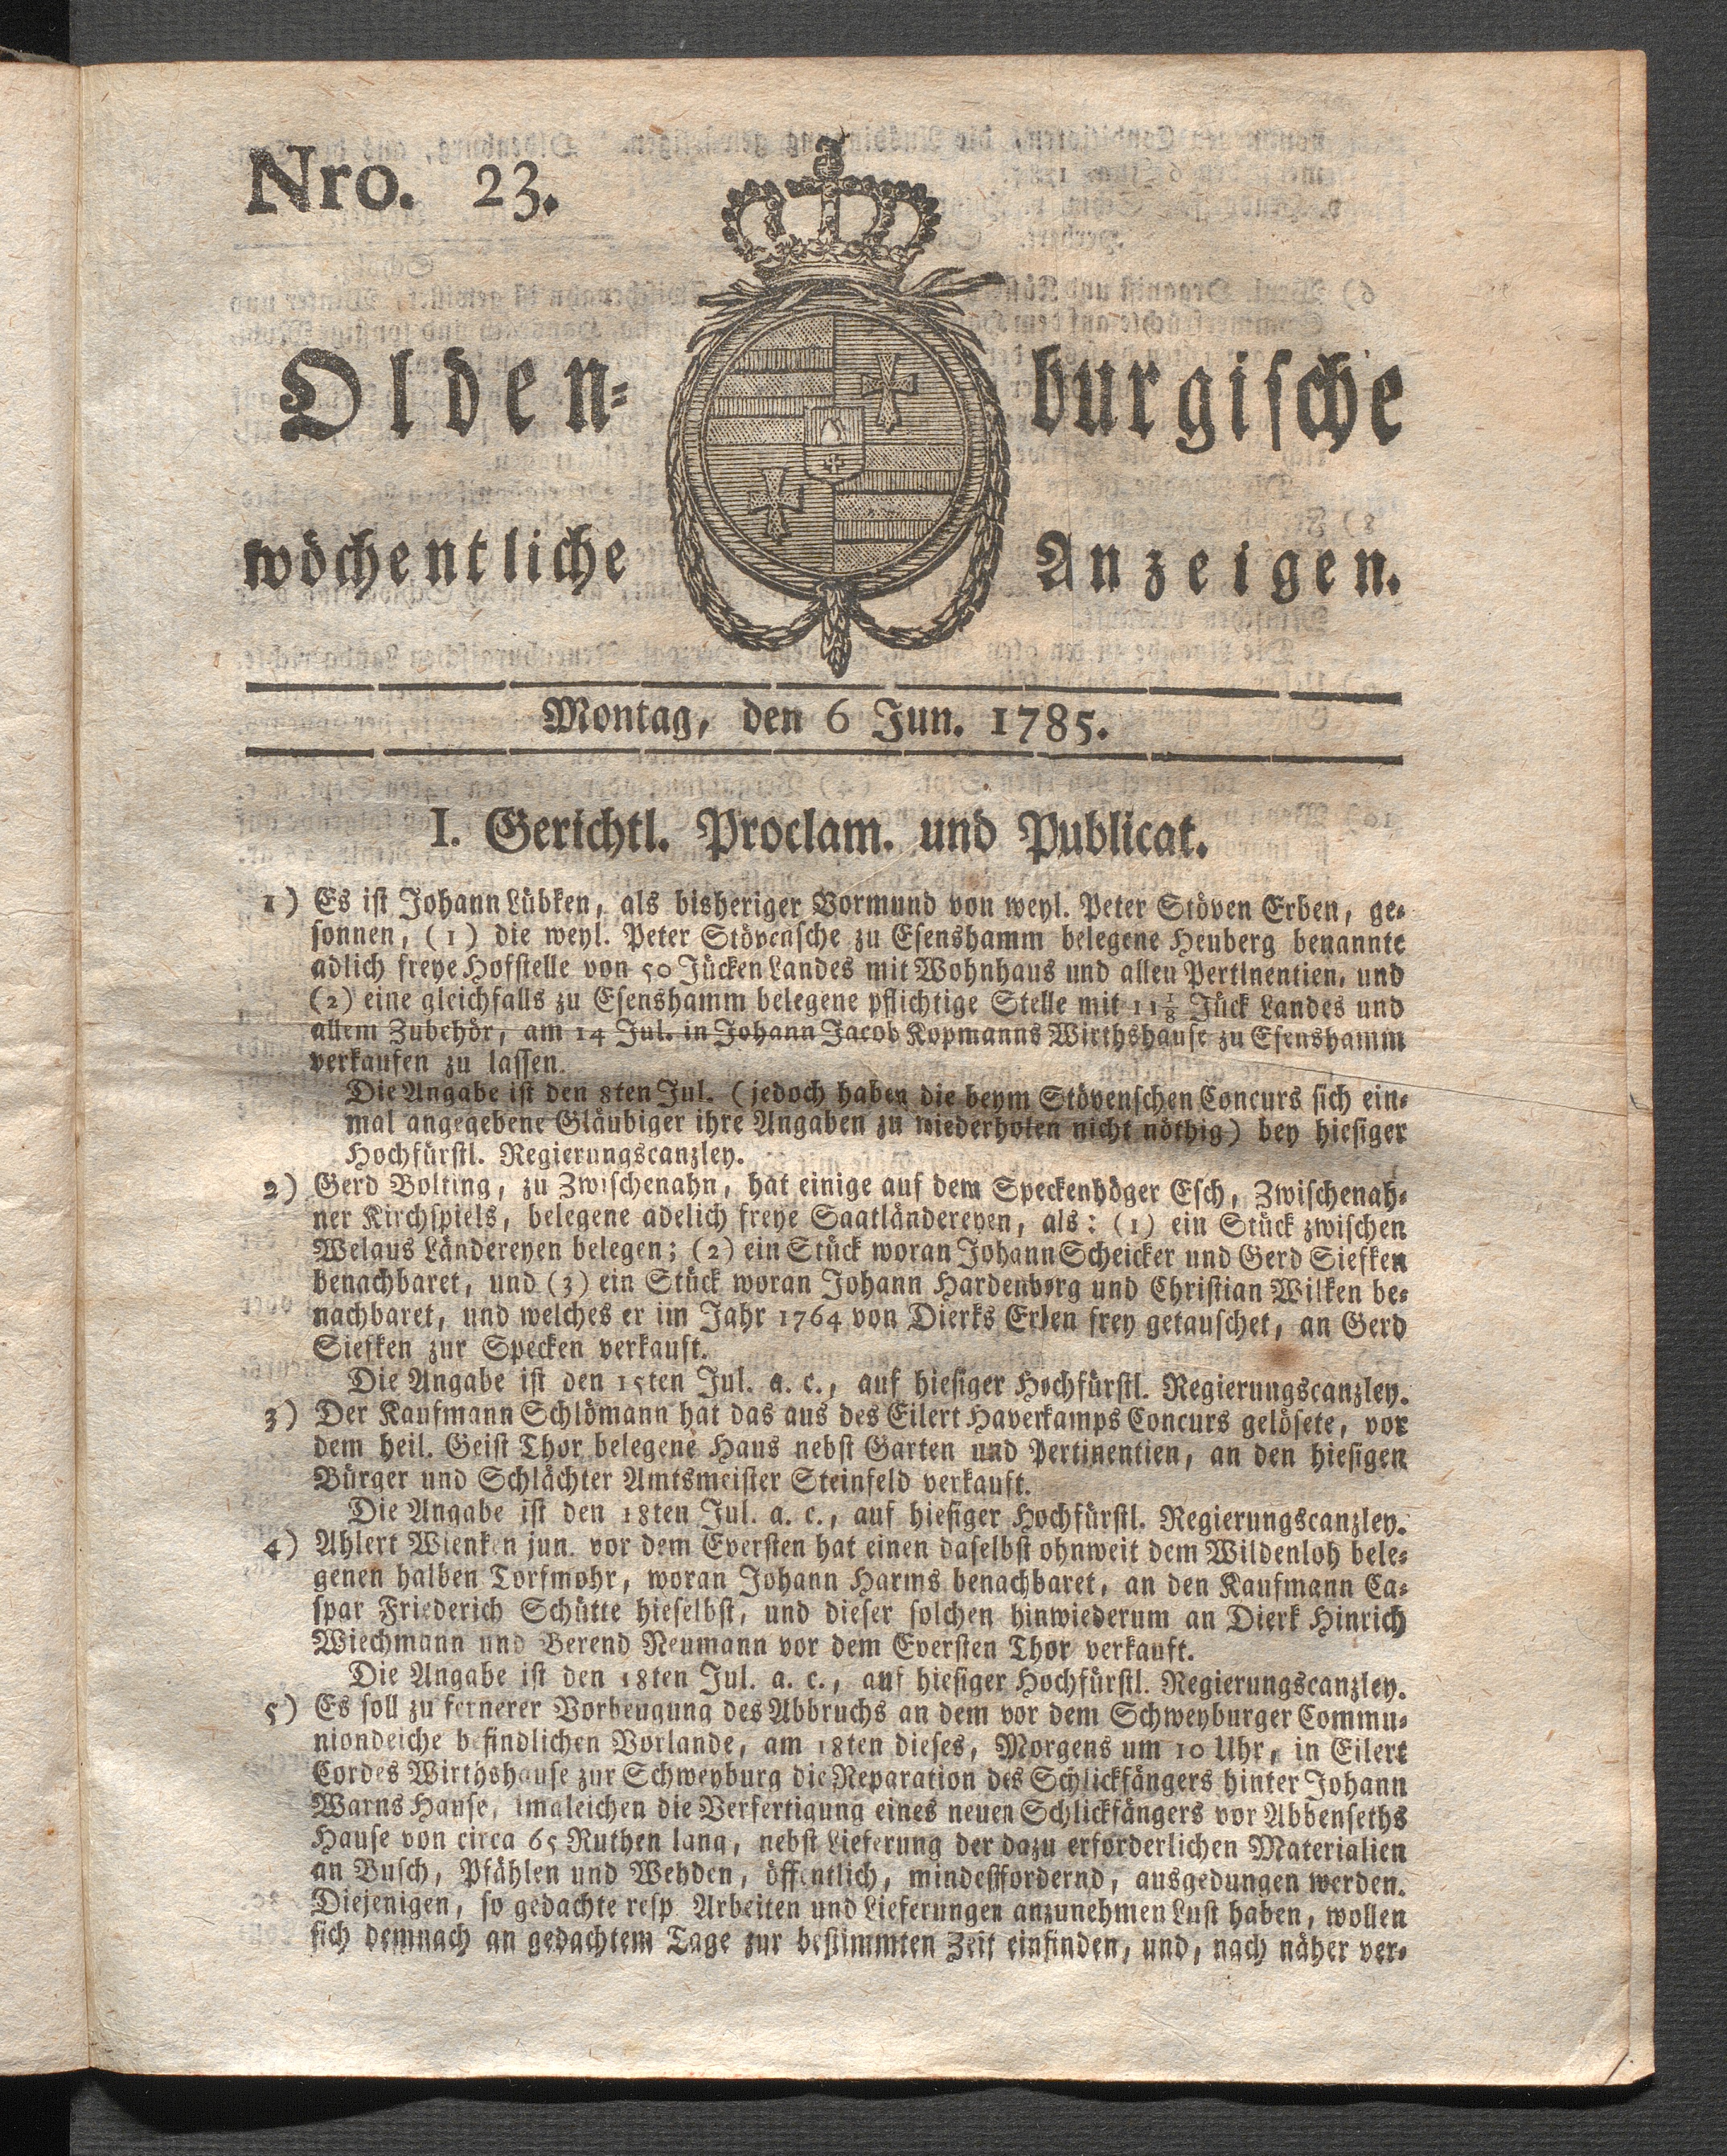 Nro. 23.
Olden-burgische
wöchentliche Anzeigen.
Montag, den 6 Jun. 1785.
I. Gerichtl. Proclam. und Publicat.
1) Es ist Johann Lübken, als bisheriger Vormund von weyl. Peter Stöven Erben, ge-
sonnen, (1) die weyl. Peter Stövensche zu Esenshamm belegene Heuberg benannte
adlich freye Hofstelle von 50 Jücken Landes mit Wohnhaus und allen Pertinentien, und
(2) eine gleichfalls zu Esenshamm belegene pflichtige Stelle mit 11 1/8 Jück Landes und
allem Zubehör, am 14 Jul. in Johann Jacob Kopmanns Wirthshause zu Esenshamm
verkaufen zu lassen.
Die Angabe ist den 8ten Jul. (jedoch haben die beym Stövenschen Concurs sich ein-
mal angegebene Gläubiger ihre Angaben zu wiederholen nicht nöthig) bey hiesiger
Hochfürstl. Regierungscanzley.
2) Gerd Bolting, zu Zwischenahn, hat einige auf dem Speckenhöger Esch, Zwischenah-
ner Kirchspiels, belegene adelich freye Saatländereyen, als: (1) ein Stück zwischen
Welaus Ländereyen belegen; (2) ein Stück woran Johann Scheicker und Gerd Siefken
benachbaret, und (3) ein Stück woran Johann Hardenberg und Christian Wilken be-
nachbaret, und welches er im Jahr 1764 von Dierks Erben frey getauschet, an Gerd
Siefken zur Specken verkauft.
Die Angabe ist den 15ten Jul. a. c., auf hiesiger Hochfürstl. Regierungscanzley.
3) Der Kaufmann Schlömann hat das aus des Eilert Haverkamps Concurs gelösete, vor
dem heil. Geist Thor belegene Haus nebst Garten und Pertinentien, an den hiesigen
Bürger und Schlächter Amtsmeister Steinfeld verkauft.
Die Angabe ist den 18ten Jul. a. c., auf hiesiger Hochfürstl. Regierungscanzley.
4) Ahlert Wienken jun. vor dem Eversten hat einen daselbst ohnweit dem Wildenloh bele-
genen halben Torfmohr, woran Johann Harms benachbaret, an den Kaufmann Ca-
spar Friederich Schütte hieselbst, und dieser solchen hinwiederum an Dierk Hinrich
Wiechmann und Berend Neumann vor dem Eversten Thor verkauft.
Die Angabe ist den 18ten Jul. a. c., auf hiesiger Hochfürstl. Regierungscanzley.
5) Es soll zu fernerer Vorbeugung des Abbruchs an dem vor dem Schweyburger Commu-
niondeiche befindlichen Vorlande, am 18ten dieses, Morgens um 10 Uhr, in Eilert
Cordes Wirthshause zur Schweyburg die Reparation des Schlickfängers hinter Johann
Warns Hause, imgleichen die Verfertigung eines neuen Schlickfängers vor Abbenseths
Hause von circa 65 Ruthen lang, nebst Lieferung der dazu erforderlichen Materialien
an Busch, Pfählen und Wehden, öffentlich, mindestfordernd, ausgedungen werden.
Diejenigen, so gedachte resp. Arbeiten und Lieferungen anzunehmen Lust haben, wollen
sich demnach an gedachtem Tage zur bestimmten Zeit einfinden, und, nach näher ver-